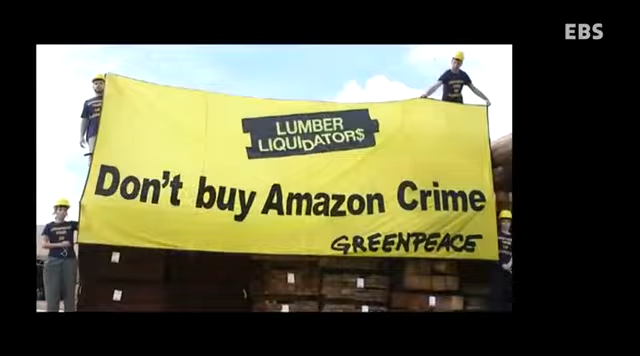 EBS
LUMBER
LIQUIDATOR$
Don't buy Amazon Crime
GREENPEACE